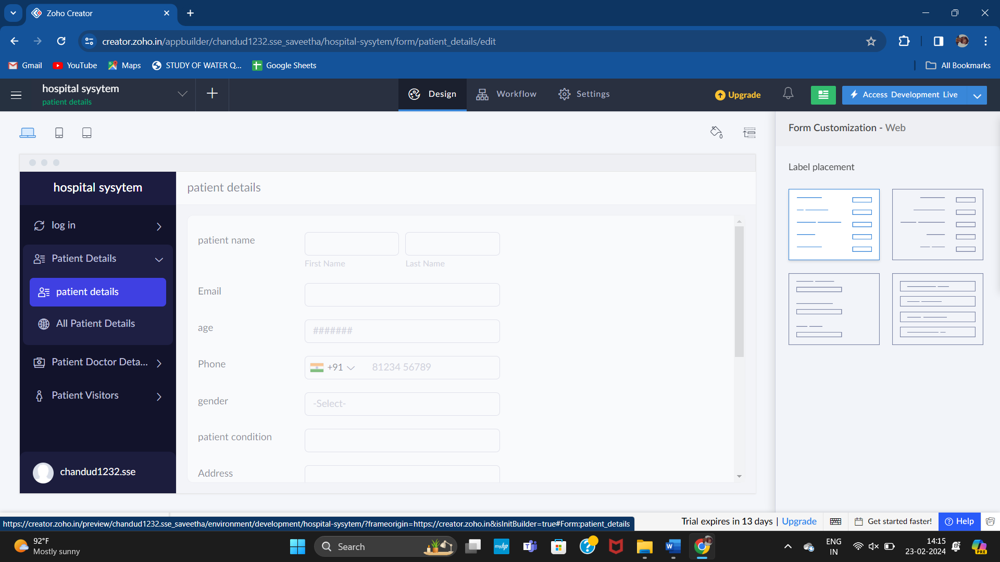 Zoho Creator
creator.zoho.in/appbuilder/chandud1232.sse_saveetha/hospital-sysytem/form/patient_details/edit
Gmail YouTube Maps STUDY OF WATER Q... Google Sheets All Bookmarks
hospital sysytem
patient details
Design Workflow Settings Upgrade Access Development Live
Form Customization - Web
Label placement
hospital sysytem
log in
Patient Details
patient details
All Patient Details
Patient Doctor Deta...
Patient Visitors
chandud1232.sse
patient details
patient name
First Name Last Name
Email
age #######
Phone +91 81234 56789
gender -Select-
patient condition
Address
https://creator.zoho.in/preview/chandud1232.sse_saveetha/environment/development/hospital-sysytem/?frameorigin=https://creator.zoho.in&isInitBuilder=true#Form:patient_details
Trial expires in 13 days | Upgrade Get started faster! Help
92°F
Mostly sunny
Search
myhp
ENG
IN
14:15
23-02-2024
PRE